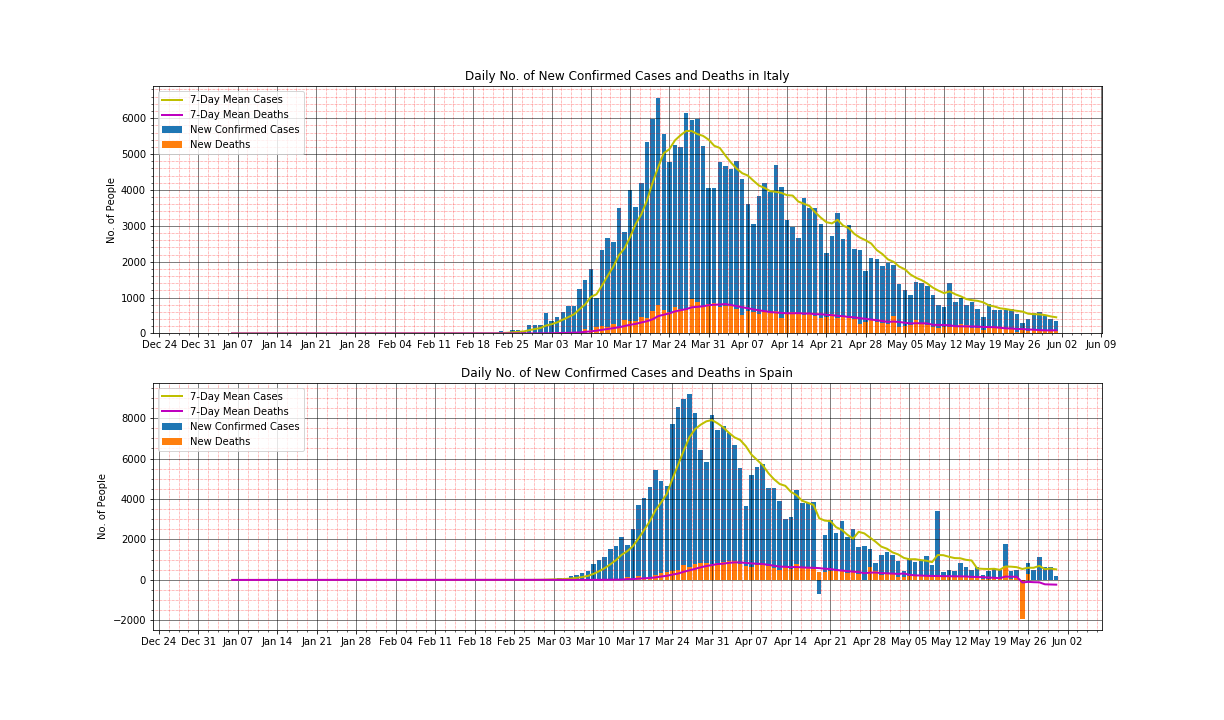 Daily No. of New Confirmed Cases and Deaths in Italy
7-Day Mean Cases
7-Day Mean Deaths
New Confirmed Cases
New Deaths
No. of People
6000
5000
4000
3000
2000
1000
0
Dec 24 Dec 31 Jan 07 Jan 14 Jan 21 Jan 28 Feb 04 Feb 11 Feb 18 Feb 25 Mar 03 Mar 10 Mar 17 Mar 24 Mar 31 Apr 07 Apr 14 Apr 21 Apr 28 May 05 May 12 May 19 May 26 Jun 02 Jun 09
Daily No. of New Confirmed Cases and Deaths in Spain
7-Day Mean Cases
7-Day Mean Deaths
New Confirmed Cases
New Deaths
No. of People
8000
6000
4000
2000
0
−2000
Dec 24 Dec 31 Jan 07 Jan 14 Jan 21 Jan 28 Feb 04 Feb 11 Feb 18 Feb 25 Mar 03 Mar 10 Mar 17 Mar 24 Mar 31 Apr 07 Apr 14 Apr 21 Apr 28 May 05 May 12 May 19 May 26 Jun 02